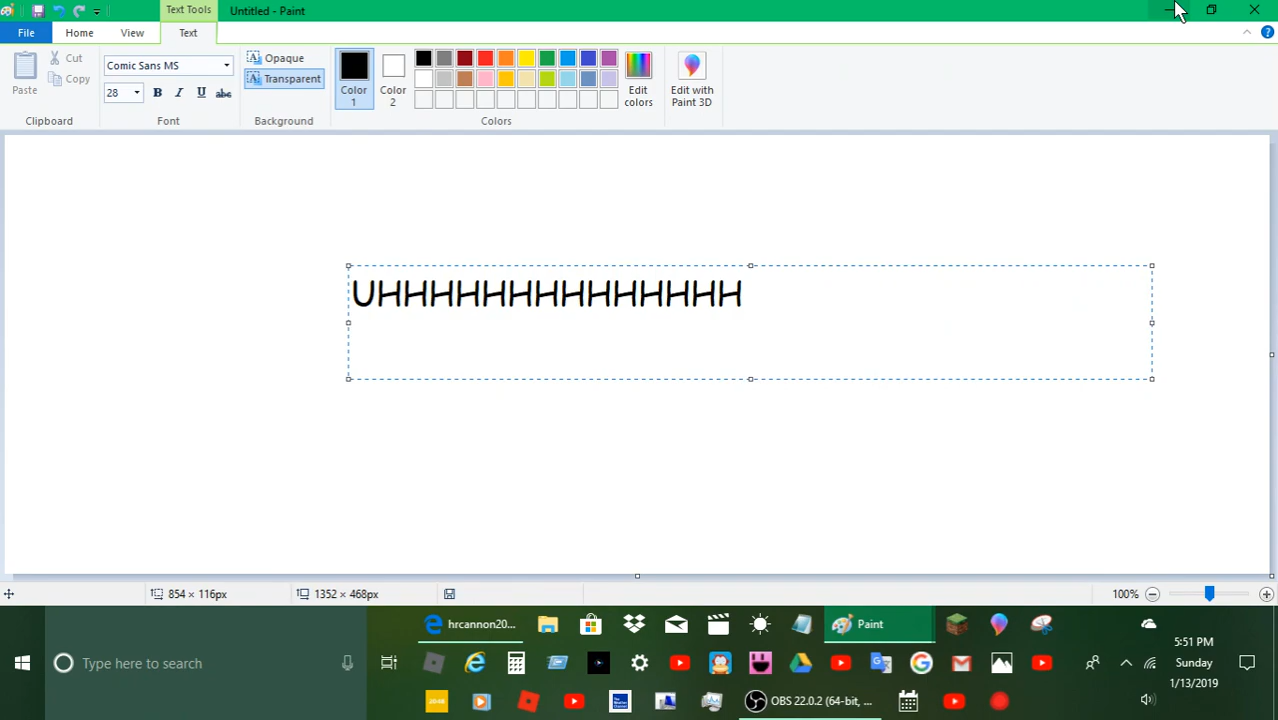 Text Tools
Untitled - Paint
File
Home
View
Text
Paste
Cut
Copy
Clipboard
Comic Sans MS
28
B
I
U
abc
Font
Opaque
Transparent
Background
Color 1
Color 2
Edit colors
Colors
Edit with Paint 3D
UHHHHHHHHHHHHHH
854 × 116px
1352 × 468px
100%
hrcannon20...
Paint
Type here to search
OBS 22.0.2 (64-bit, ...
2048
5:51 PM
Sunday
1/13/2019